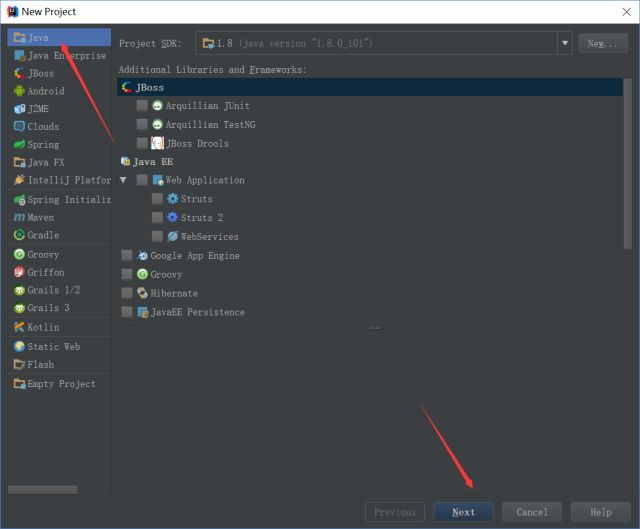 New Project
Java
Java Enterprise
JBoss
Android
J2ME
Clouds
Spring
Java FX
IntelliJ Platfor
Spring Initializ
Maven
Gradle
Groovy
Griffon
Grails 1/2
Grails 3
Kotlin
Static Web
Flash
Empty Project
Project SDK: 1.8 (java version "1.8.0_101") New...
Additional Libraries and Frameworks:
JBoss
Arquillian JUnit
Arquillian TestNG
JBoss Drools
Java EE
Web Application
Struts
Struts 2
WebServices
Google App Engine
Groovy
Hibernate
JavaEE Persistence
Previous Next Cancel Help